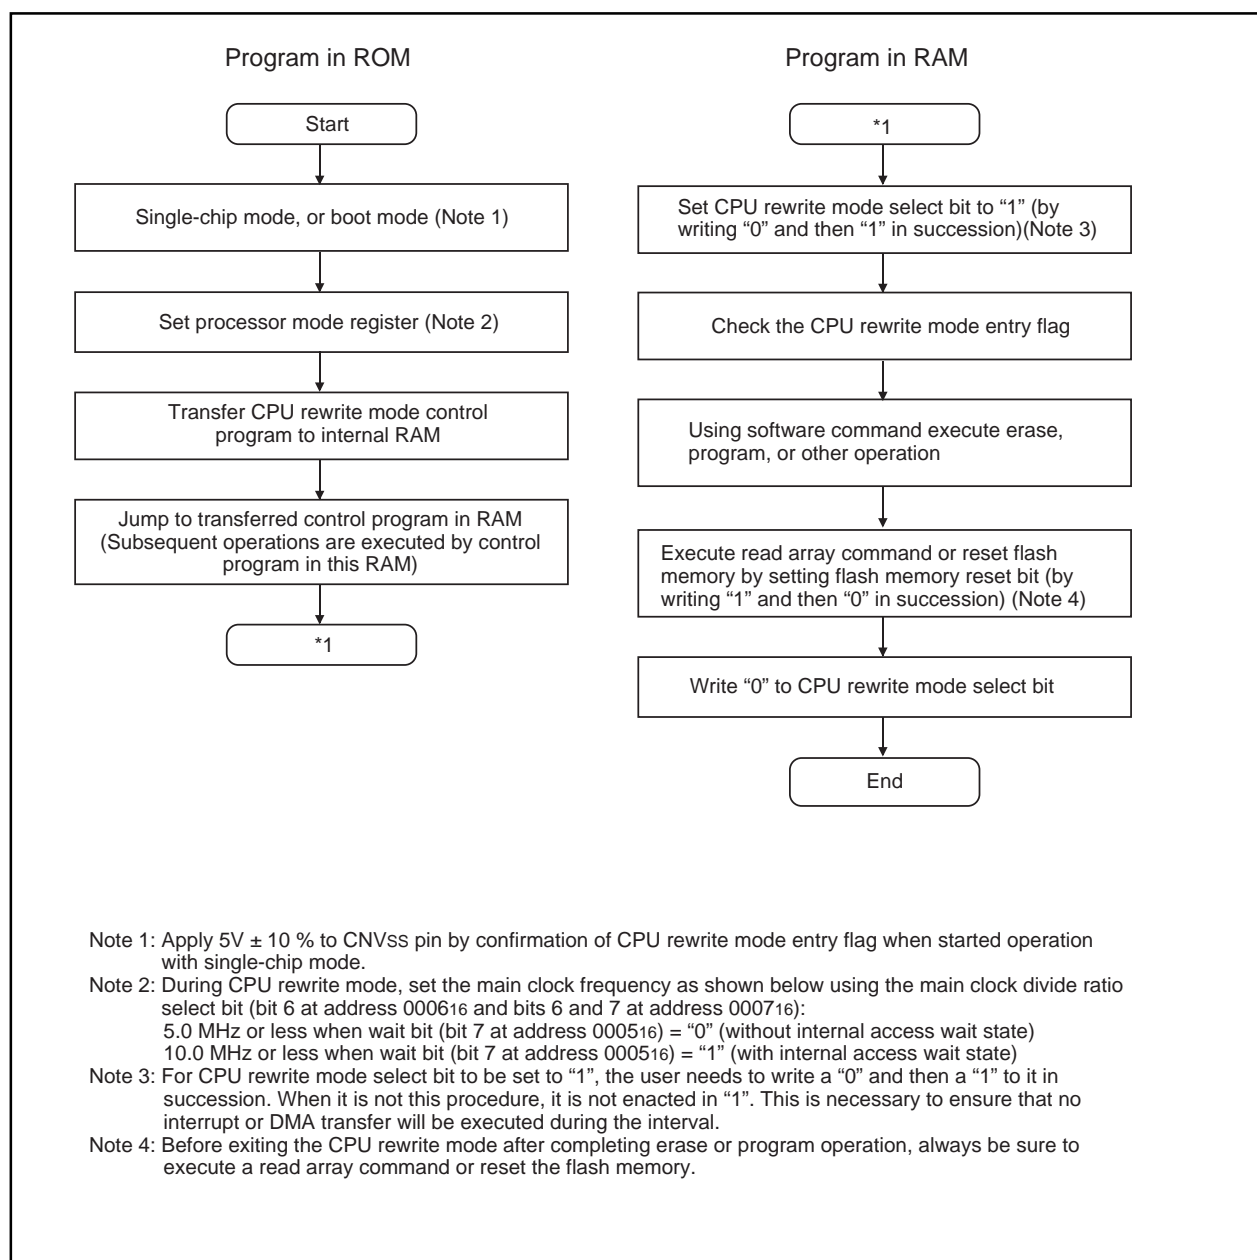 Program in ROM
Start
Single-chip mode, or boot mode (Note 1)
Set processor mode register (Note 2)
Transfer CPU rewrite mode control
program to internal RAM
Jump to transferred control program in RAM
(Subsequent operations are executed by control
program in this RAM)
*1
Program in RAM
*1
Set CPU rewrite mode select bit to “1” (by
writing “0” and then “1” in succession)(Note 3)
Check the CPU rewrite mode entry flag
Using software command execute erase,
program, or other operation
Execute read array command or reset flash
memory by setting flash memory reset bit (by
writing “1” and then “0” in succession) (Note 4)
Write “0” to CPU rewrite mode select bit
End
Note 1: Apply 5V ± 10 % to CNVSS pin by confirmation of CPU rewrite mode entry flag when started operation
with single-chip mode.
Note 2: During CPU rewrite mode, set the main clock frequency as shown below using the main clock divide ratio
select bit (bit 6 at address 000616 and bits 6 and 7 at address 000716):
5.0 MHz or less when wait bit (bit 7 at address 000516) = “0” (without internal access wait state)
10.0 MHz or less when wait bit (bit 7 at address 000516) = “1” (with internal access wait state)
Note 3: For CPU rewrite mode select bit to be set to “1”, the user needs to write a “0” and then a “1” to it in
succession. When it is not this procedure, it is not enacted in “1”. This is necessary to ensure that no
interrupt or DMA transfer will be executed during the interval.
Note 4: Before exiting the CPU rewrite mode after completing erase or program operation, always be sure to
execute a read array command or reset the flash memory.